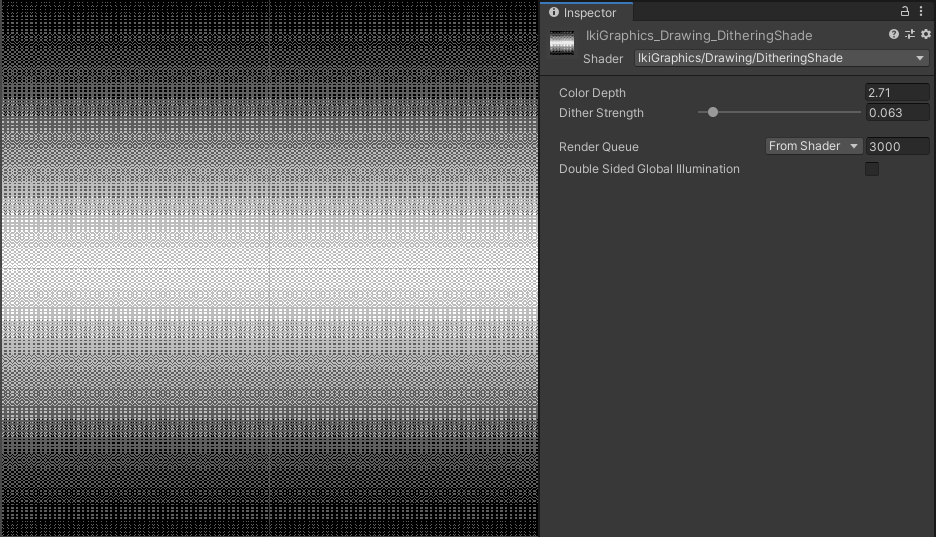 Inspector
IkiGraphics_Drawing_DitheringShade
Shader IkiGraphics/Drawing/DitheringShade
Color Depth 2.71
Dither Strength 0.063
Render Queue From Shader 3000
Double Sided Global Illumination